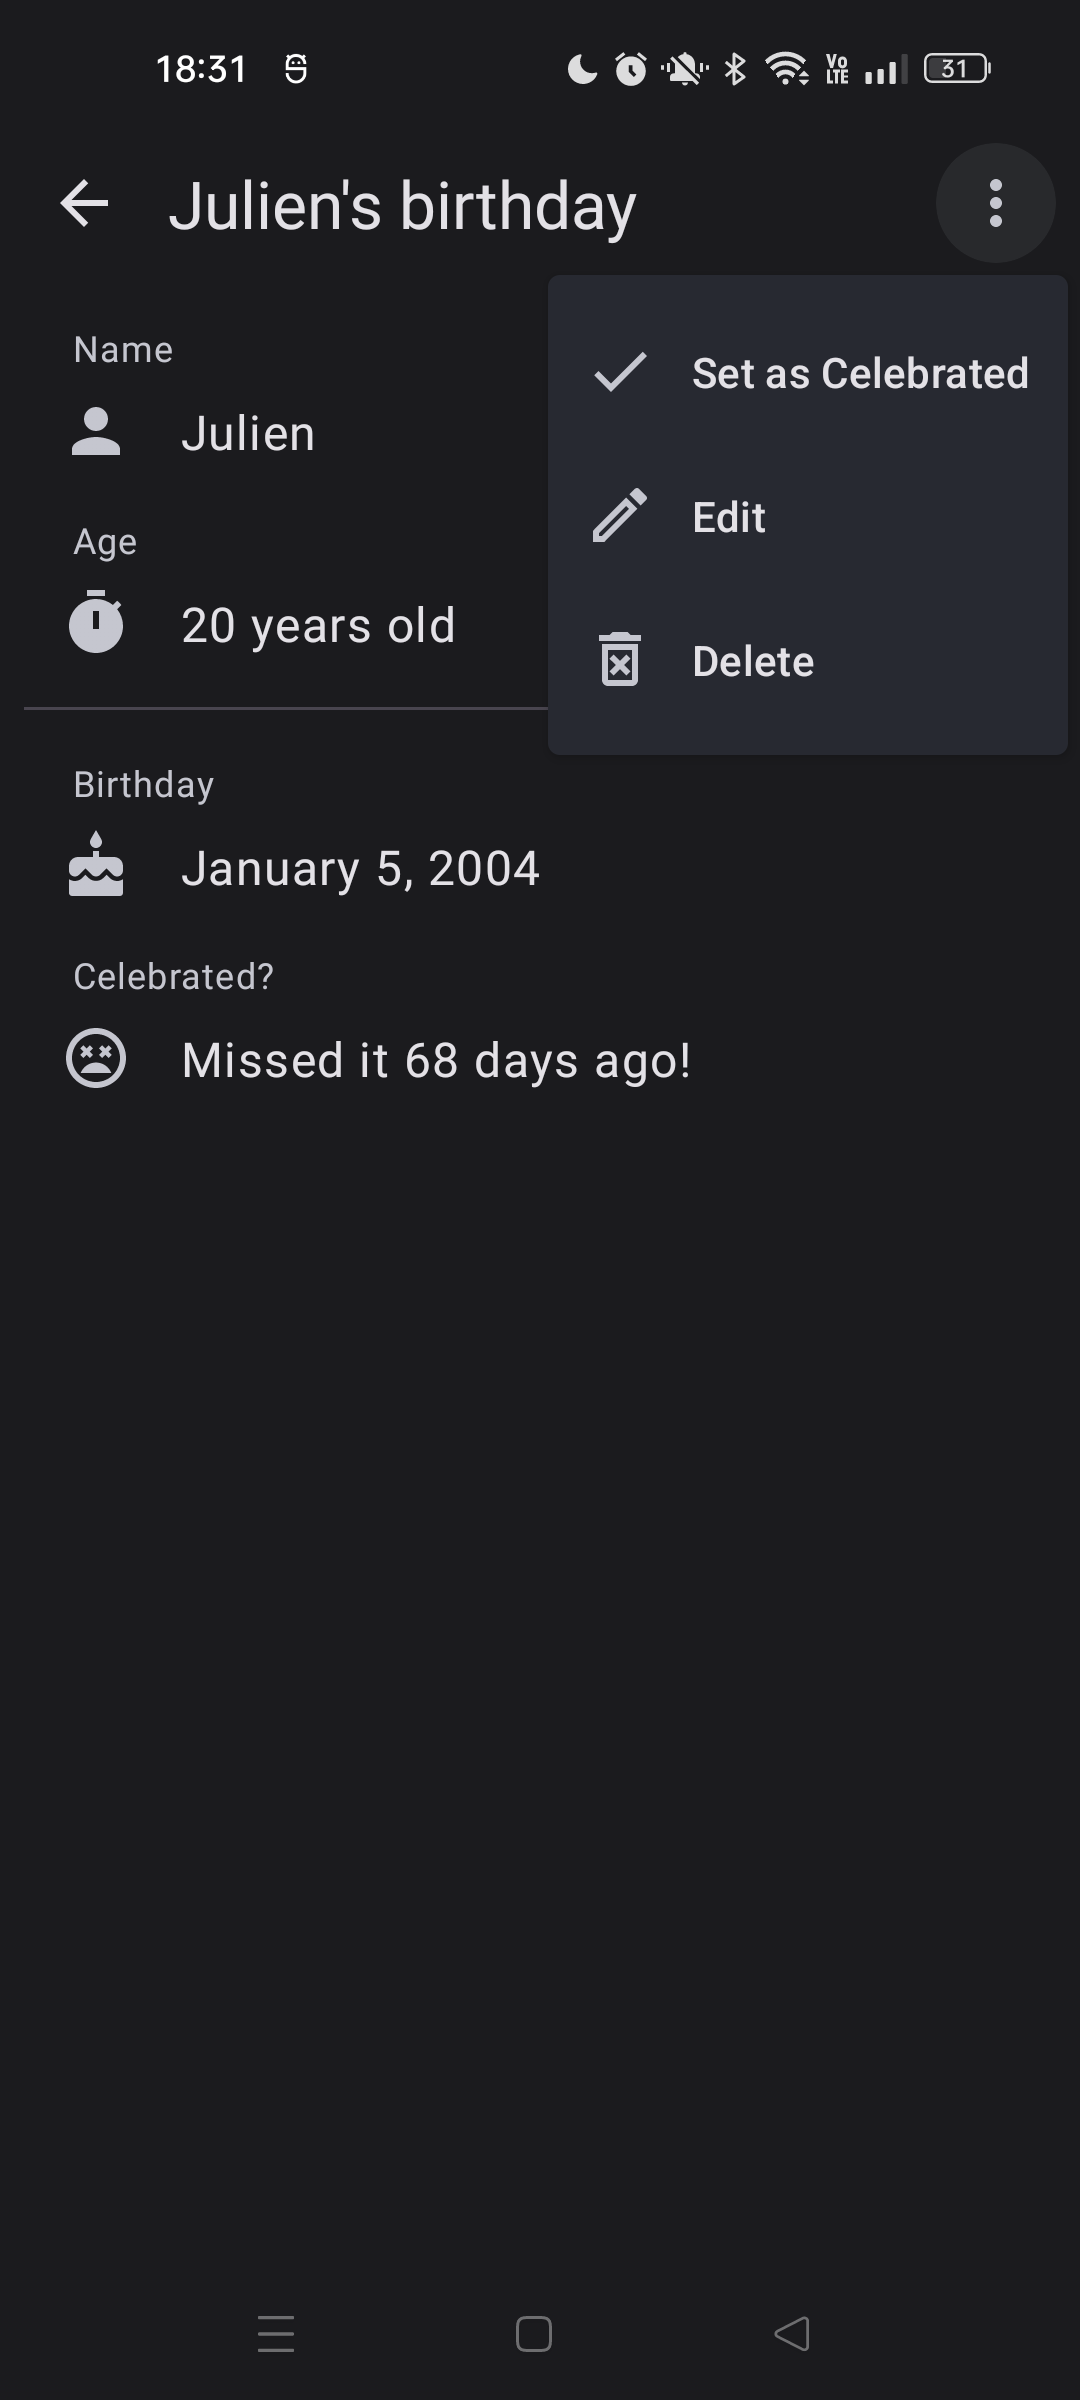 18:31
Vo
LTE
31
Julien's birthday
Set as Celebrated
Edit
Delete
Name
Julien
Age
20 years old
Birthday
January 5, 2004
Celebrated?
Missed it 68 days ago!